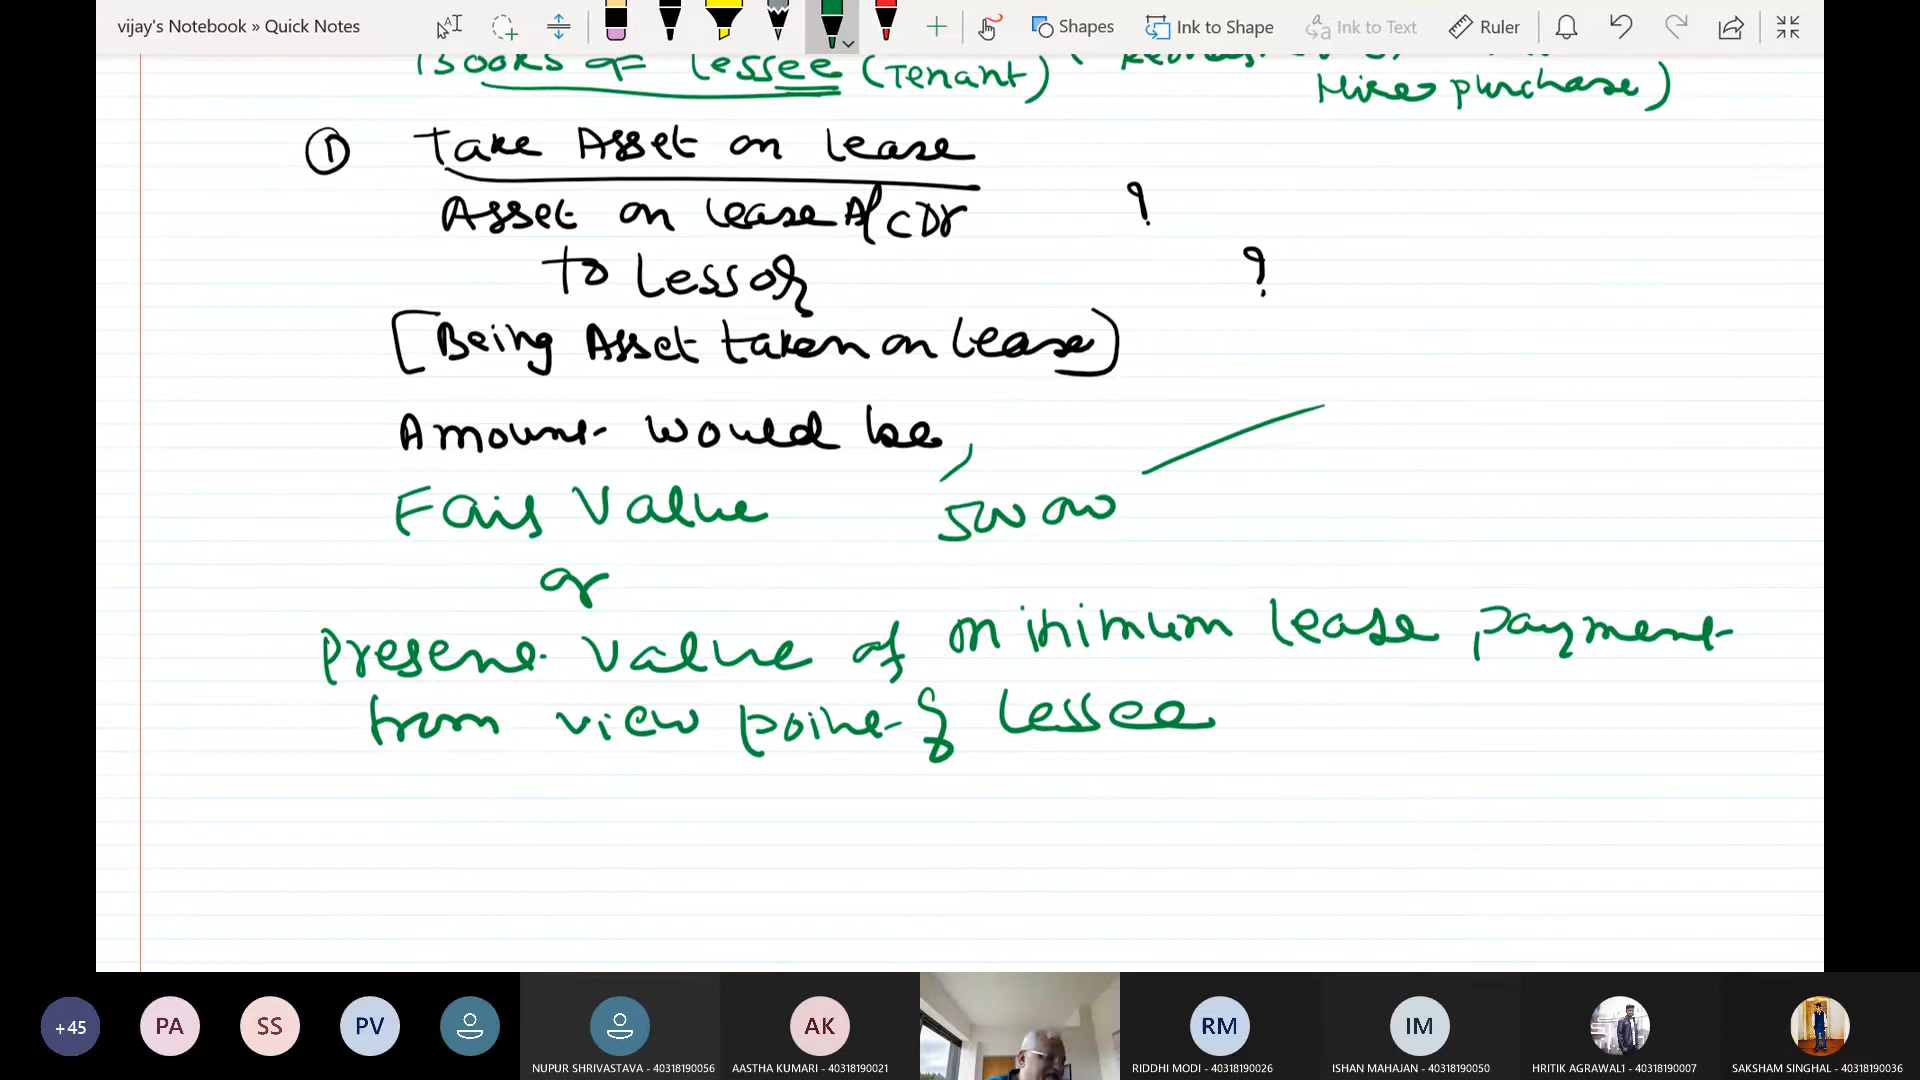 vijay's Notebook » Quick Notes
Shapes
Ink to Shape
Ink to Text
Ruler
Books of Lessee (Tenant) (
Hire purchase)
① Take Asset on Lease
Asset on Lease A/c Dr ?
To Lessor ?
[Being Asset taken on Lease]
Amount would be,
Fair Value 50000
or
Present Value of minimum lease payment
from view point of Lessee
+45
PA
SS
PV
NUPUR SHRIVASTAVA - 40318190056
AK
AASTHA KUMARI - 40318190021
RM
RIDDHI MODI - 40318190026
IM
ISHAN MAHAJAN - 40318190050
HRITIK AGRAWAL1 - 40318190007
SAKSHAM SINGHAL - 40318190036